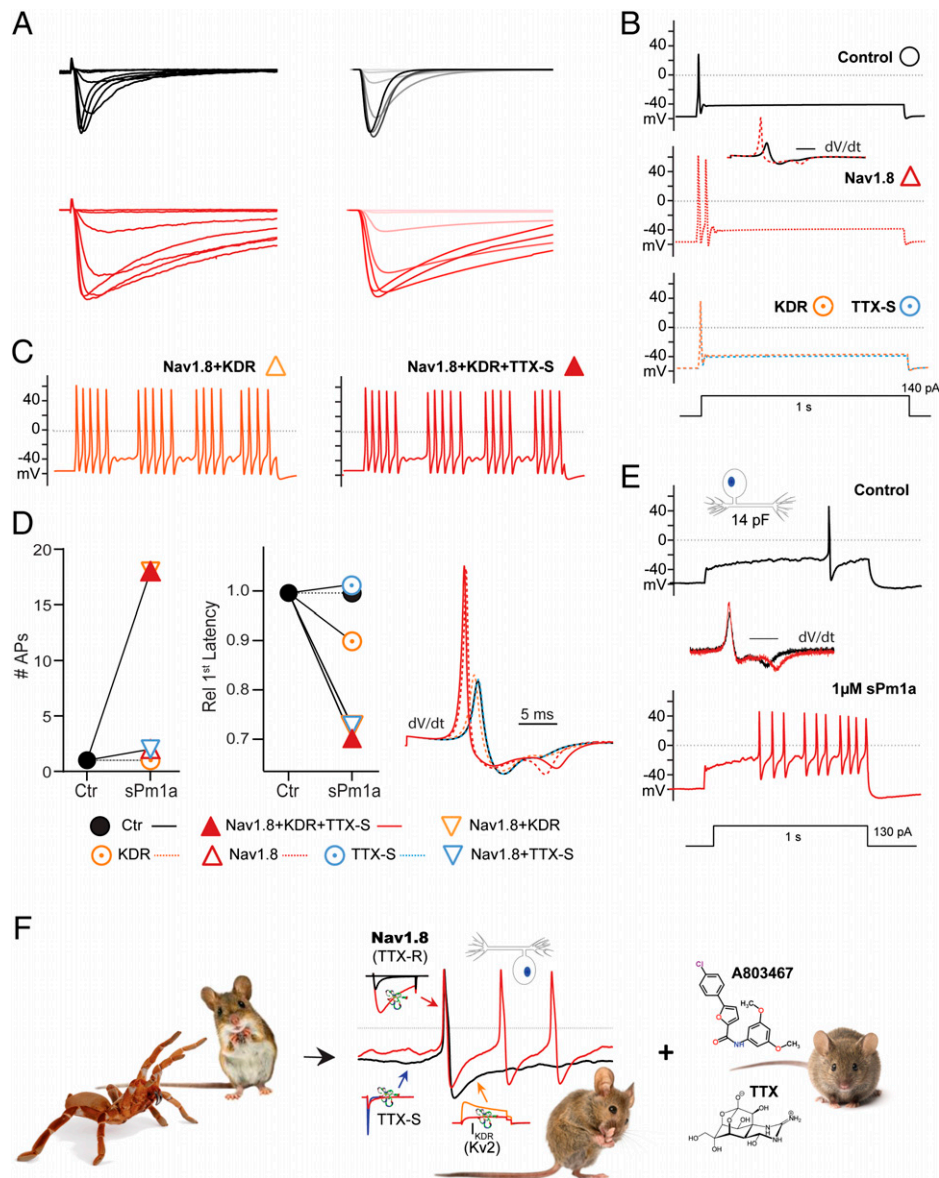 A
B
40
0
-40
mV
Control
dV/dt
40
0
-40
mV
Nav1.8
40
0
-40
mV
KDR
TTX-S
140 pA
1 s
C
Nav1.8+KDR
Nav1.8+KDR+TTX-S
40
0
-40
mV
E
Control
40
0
-40
mV
14 pF
dV/dt
1µM sPm1a
40
0
-40
mV
1 s
130 pA
D
20
15
10
5
0
# APs
Ctr
sPm1a
1.0
0.9
0.8
0.7
Rel 1st Latency
Ctr
sPm1a
dV/dt
5 ms
Ctr
Nav1.8+KDR+TTX-S
Nav1.8+KDR
KDR
Nav1.8
TTX-S
Nav1.8+TTX-S
F
Nav1.8
(TTX-R)
TTX-S
IKDR
(Kv2)
+
A803467
Cl
O
O
NH
O
CH3
O
CH3
TTX